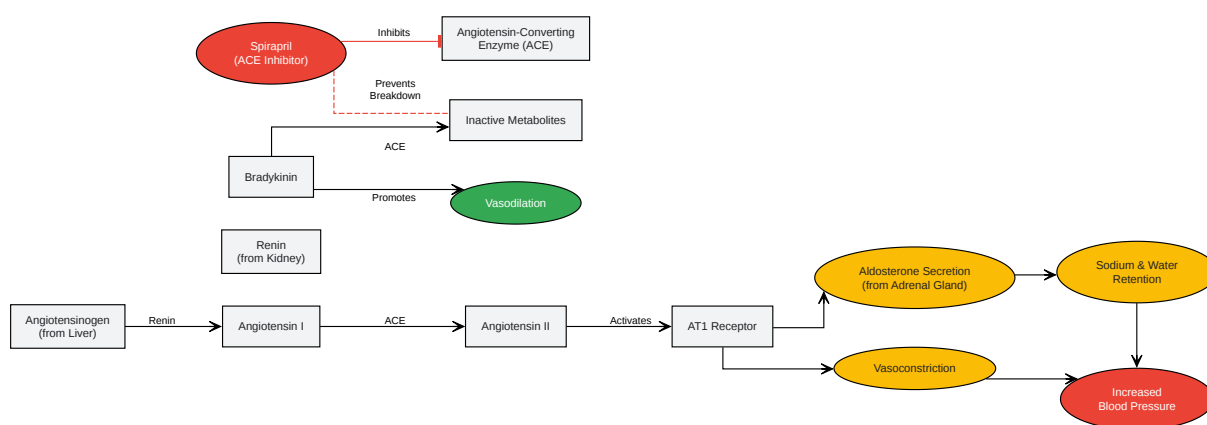 Spirapril
(ACE Inhibitor)
Inhibits
Angiotensin-Converting
Enzyme (ACE)
Prevents
Breakdown
Inactive Metabolites
ACE
Bradykinin
Promotes
Vasodilation
Renin
(from Kidney)
Angiotensinogen
(from Liver)
Renin
Angiotensin I
ACE
Angiotensin II
Activates
AT1 Receptor
Aldosterone Secretion
(from Adrenal Gland)
Sodium & Water
Retention
Vasoconstriction
Increased
Blood Pressure